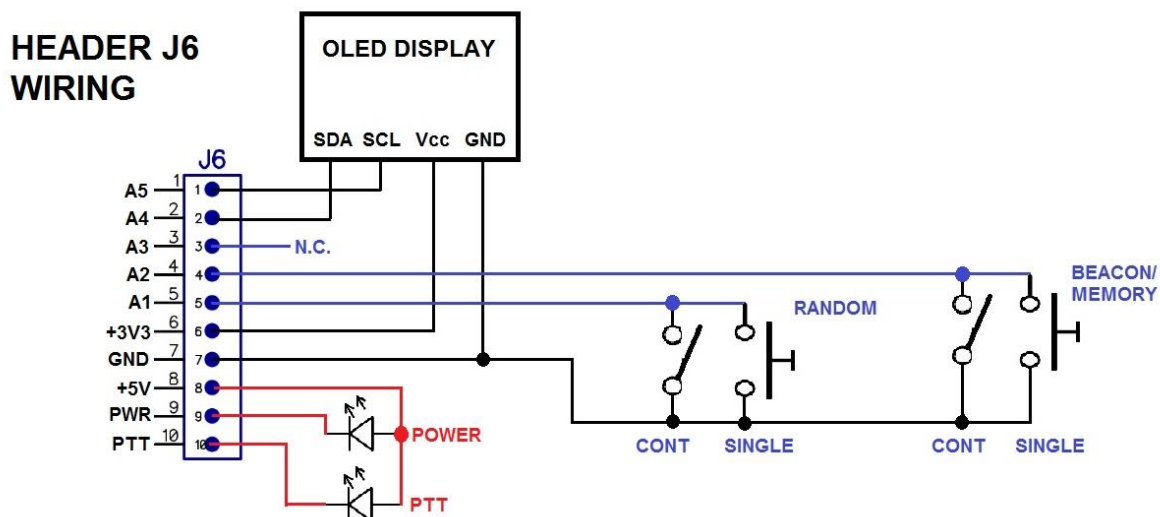 HEADER J6
WIRING
OLED DISPLAY
SDA SCL Vcc GND
J6
A5 1 1
A4 2 2
A3 3 3 N.C.
A2 4 4
A1 5 5
+3V3 6 6
GND 7 7
+5V 8 8
PWR 9 9
PTT 10 10
BEACON/
MEMORY
RANDOM
POWER
PTT
CONT SINGLE
CONT SINGLE